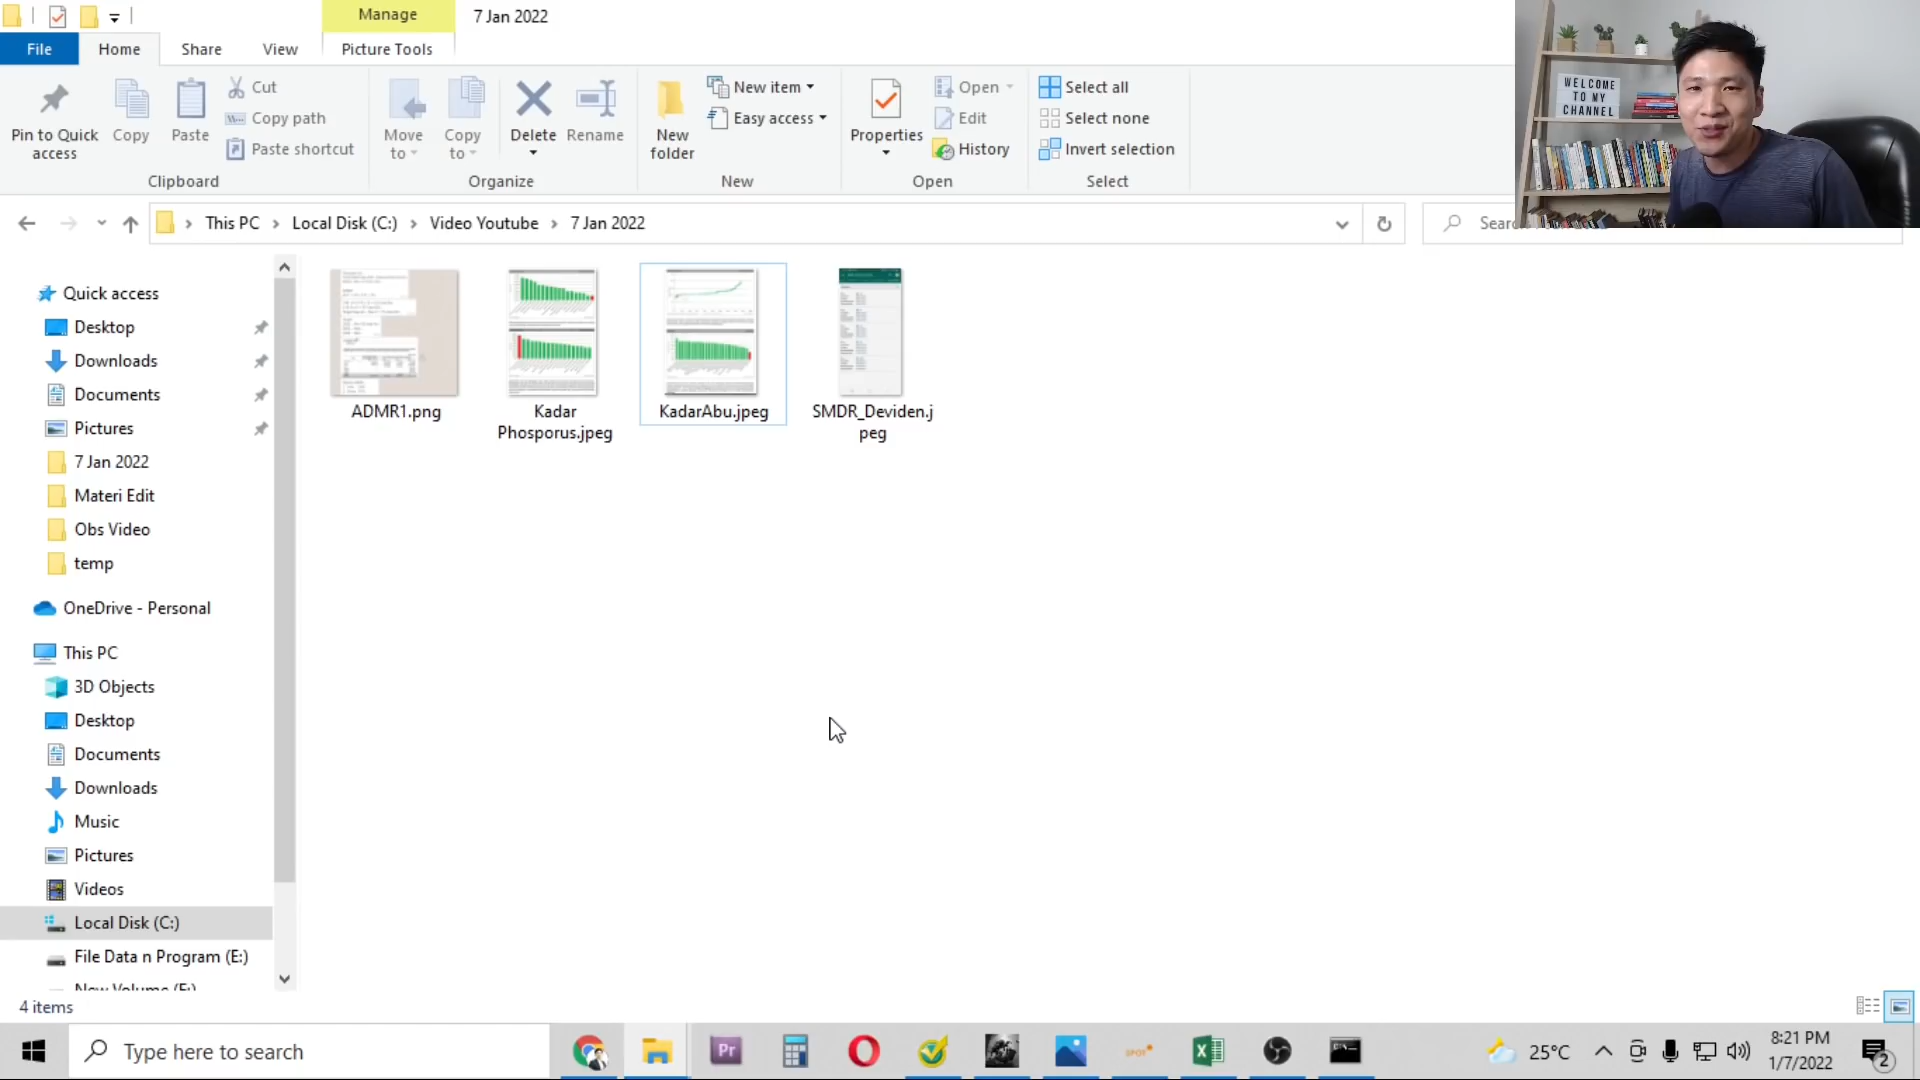 Manage
7 Jan 2022
File
Home
Share
View
Picture Tools
Pin to Quick
access
Copy
Paste
Cut
Copy path
Paste shortcut
Clipboard
Move
to
Copy
to
Delete
Rename
Organize
New
folder
New item
Easy access
New
Properties
Open
Edit
History
Open
Select all
Select none
Invert selection
Select
WELCOME
TO MY
CHANNEL
This PC
Local Disk (C:)
Video Youtube
7 Jan 2022
Quick access
Desktop
Downloads
Documents
Pictures
7 Jan 2022
Materi Edit
Obs Video
temp
OneDrive - Personal
This PC
3D Objects
Desktop
Documents
Downloads
Music
Pictures
Videos
Local Disk (C:)
File Data n Program (E:)
ADMR1.png
Kadar
Phosporus.jpeg
KadarAbu.jpeg
SMDR_Deviden.j
peg
4 items
Type here to search
Pr
25°C
8:21 PM
1/7/2022
2